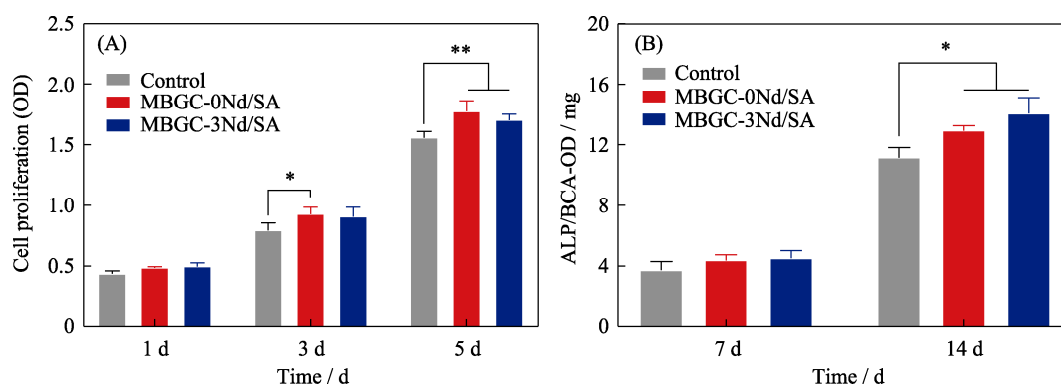 (A)
Cell proliferation (OD)
2.5
2.0
1.5
1.0
0.5
0
Control
MBGC-0Nd/SA
MBGC-3Nd/SA
*
**
1 d
3 d
5 d
Time / d
(B)
ALP/BCA-OD / mg
20
16
12
8
4
0
Control
MBGC-0Nd/SA
MBGC-3Nd/SA
*
7 d
14 d
Time / d